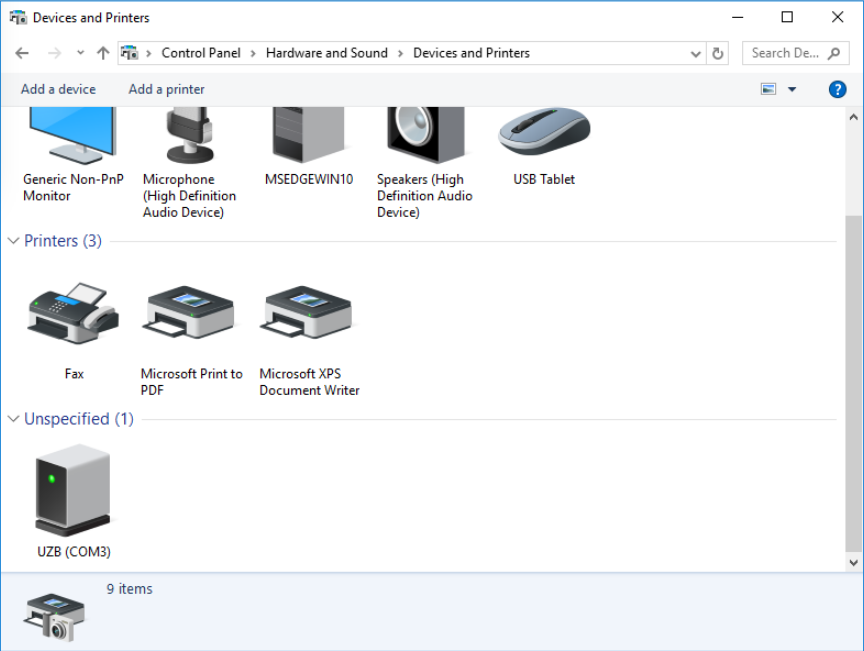 Devices and Printers
Control Panel > Hardware and Sound > Devices and Printers
Search De...
Add a device
Add a printer
?
Generic Non-PnP
Monitor
Microphone
(High Definition
Audio Device)
MSEDGEWIN10
Speakers (High
Definition Audio
Device)
USB Tablet
Printers (3)
Fax
Microsoft Print to
PDF
Microsoft XPS
Document Writer
Unspecified (1)
UZB (COM3)
9 items